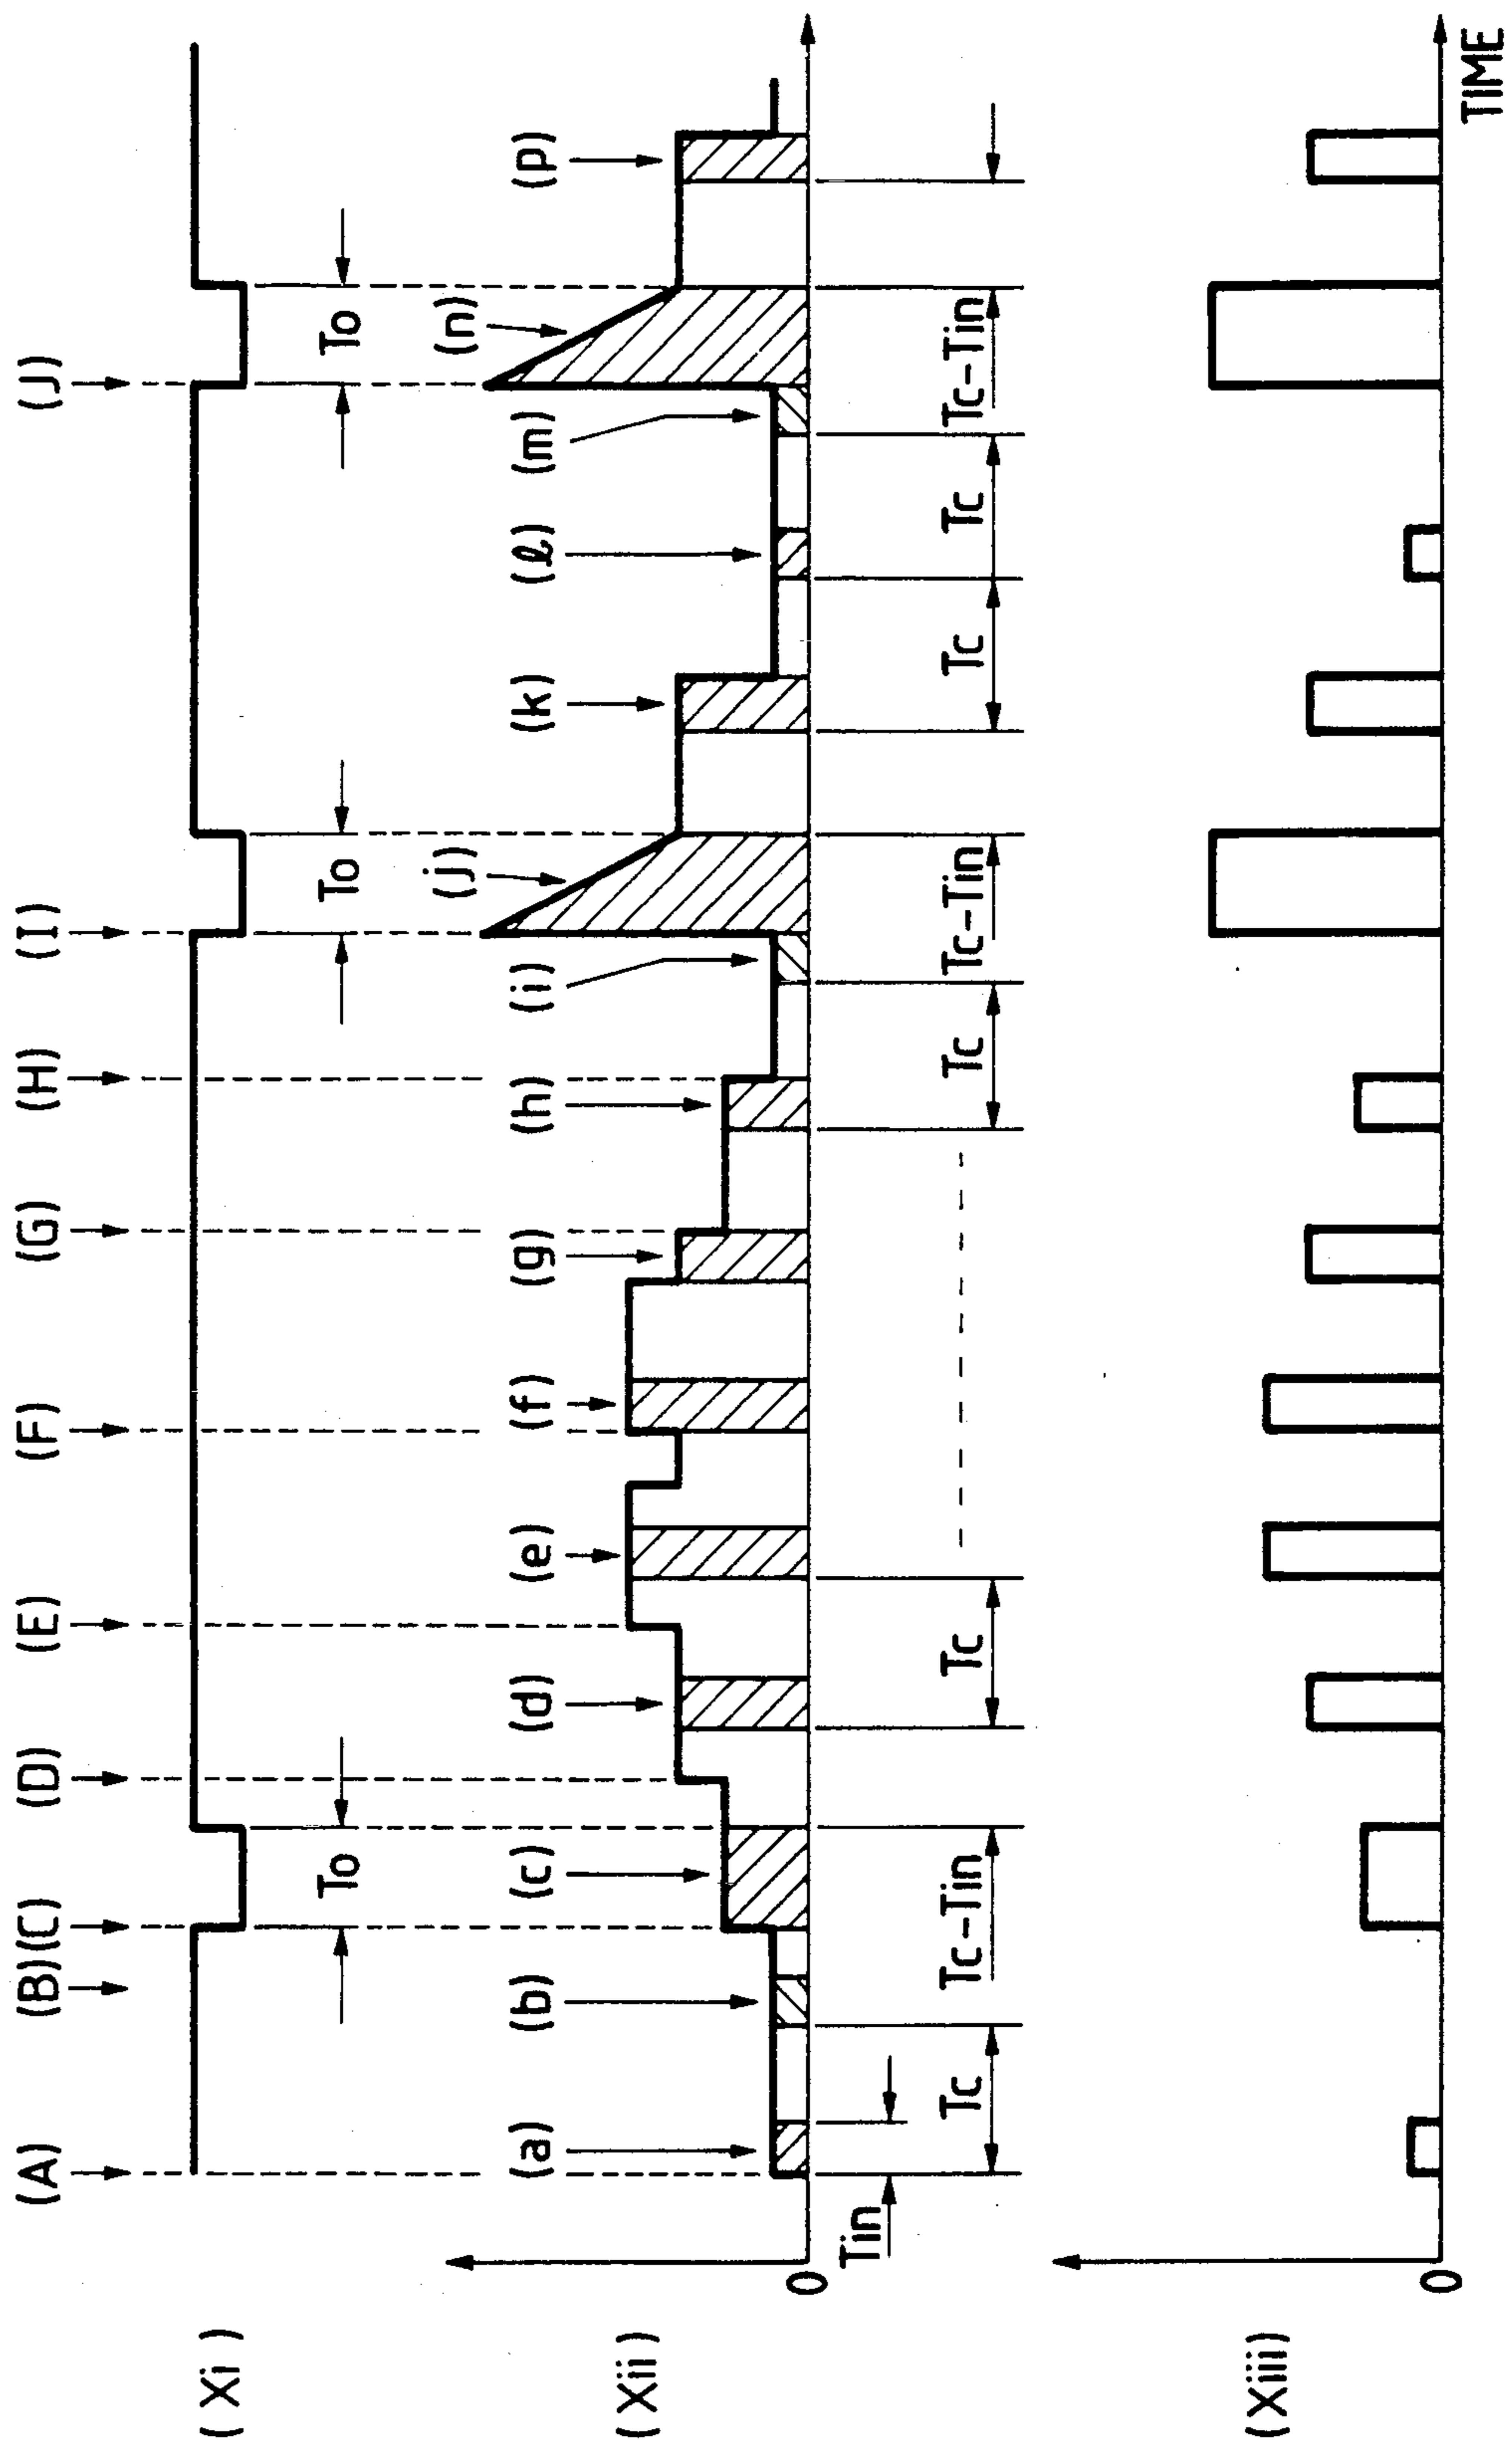 (A) (B) (C) (D) (E) (F) (G) (H) (I) (J)
(Xi)
To To To
(a) (b) (c) (d) (e) (f) (g) (h) (i) (j) (k) (ℓ) (m) (n) (p)
(Xii)
0
Tin
Tc Tc-Tin Tc Tc Tc-Tin Tc Tc Tc-Tin
(Xiii)
0
TIME